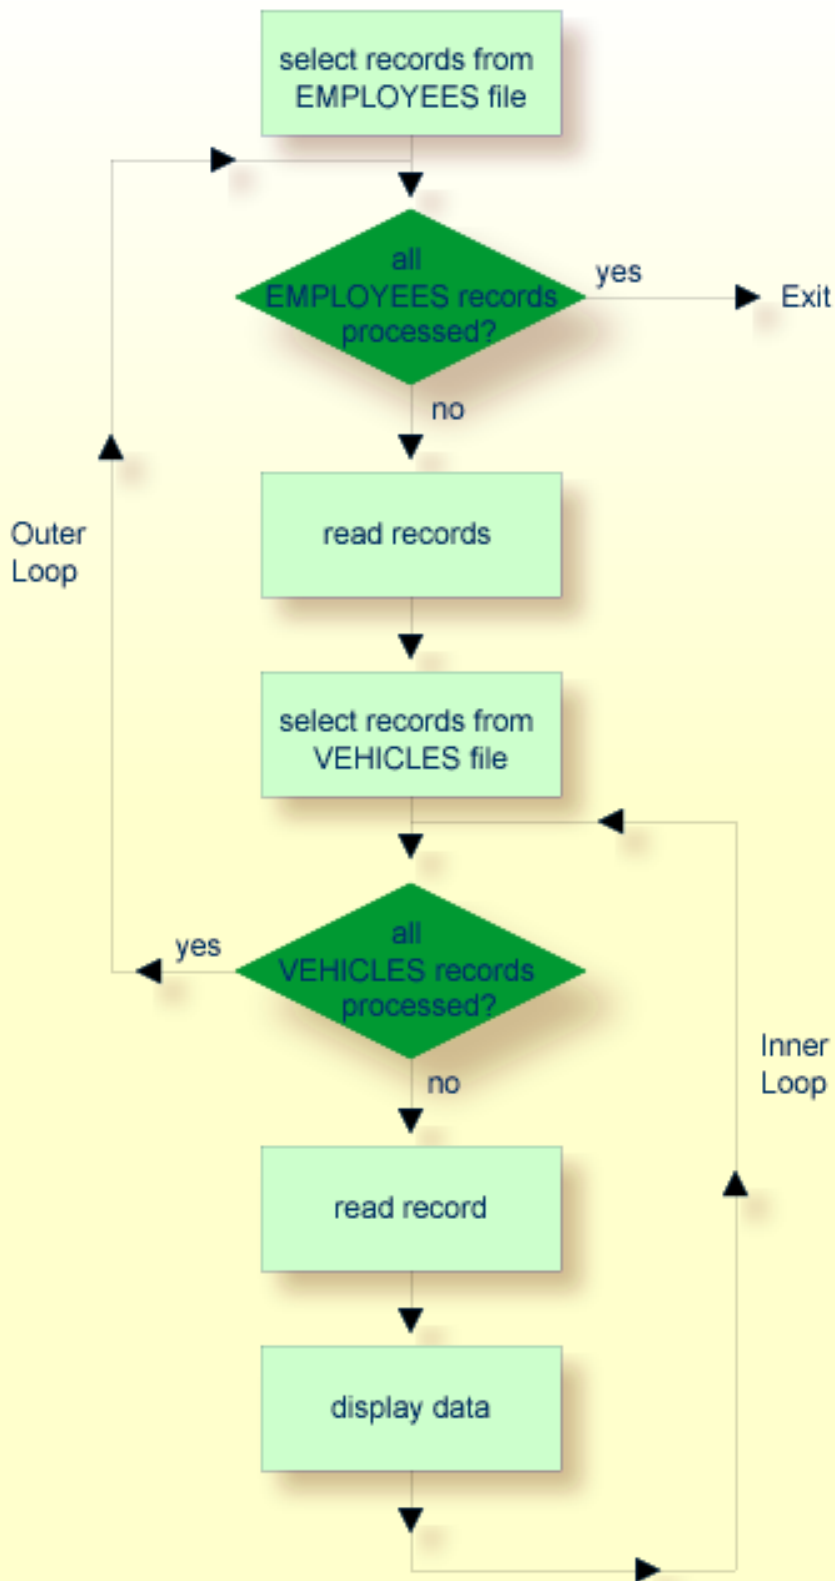 select records from
EMPLOYEES file
all
EMPLOYEES records
processed?
yes
Exit
no
Outer
Loop
read records
select records from
VEHICLES file
all
VEHICLES records
processed?
yes
no
Inner
Loop
read record
display data